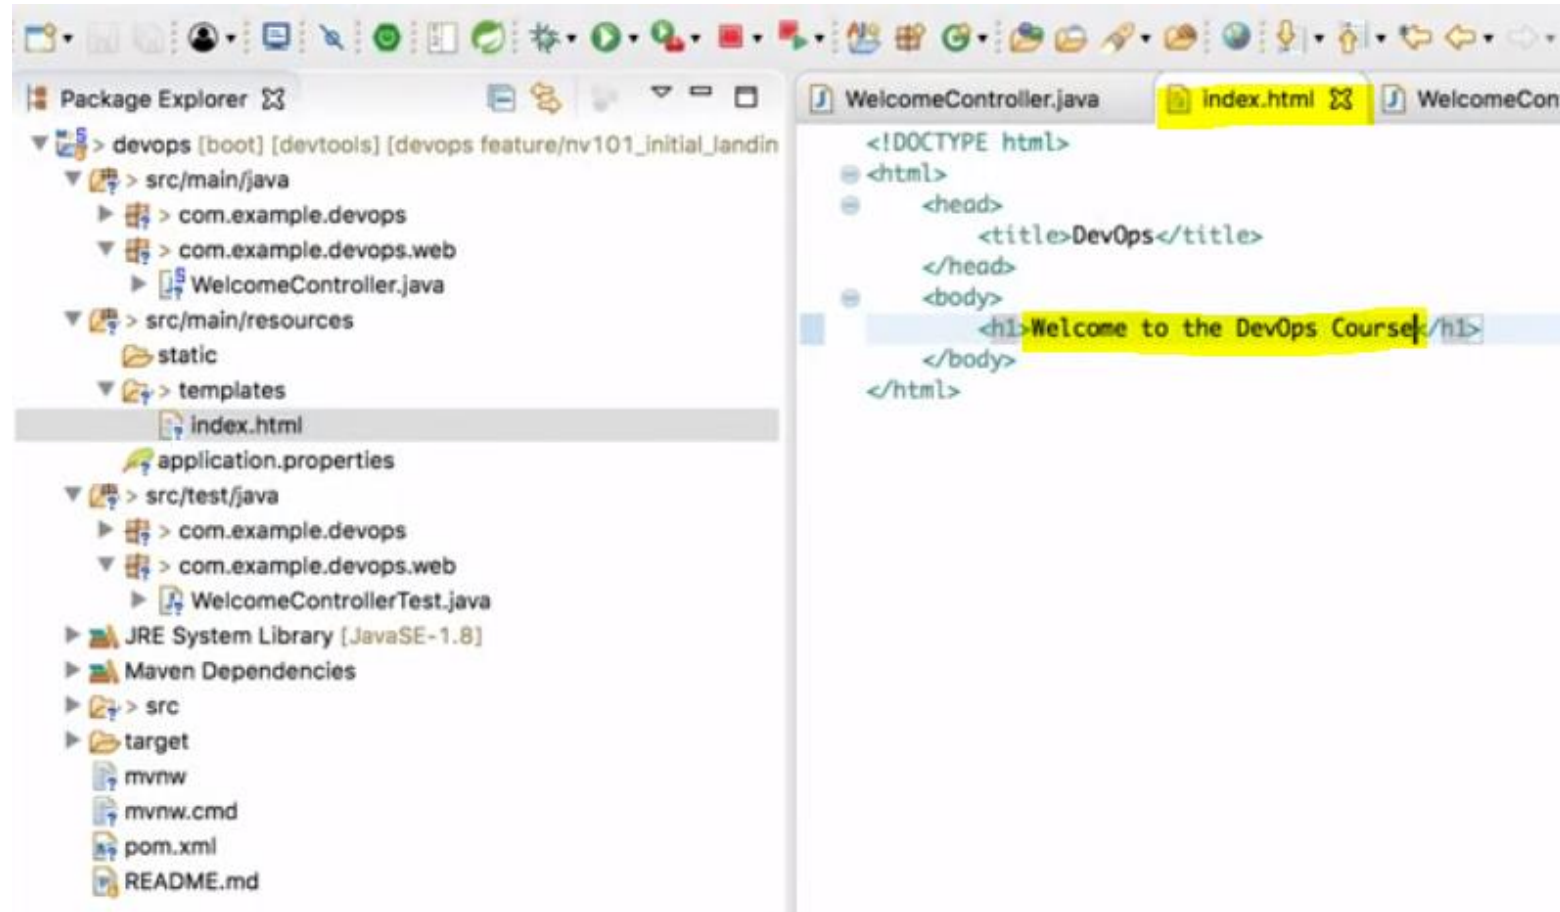 Package Explorer
> devops [boot] [devtools] [devops feature/nv101_initial_landin
> src/main/java
> com.example.devops
> com.example.devops.web
WelcomeController.java
> src/main/resources
static
> templates
index.html
application.properties
> src/test/java
> com.example.devops
> com.example.devops.web
WelcomeControllerTest.java
JRE System Library [JavaSE-1.8]
Maven Dependencies
> src
target
mvnw
mvnw.cmd
pom.xml
README.md
WelcomeController.java index.html WelcomeCon
<!DOCTYPE html>
<html>
<head>
<title>DevOps</title>
</head>
<body>
<h1>Welcome to the DevOps Course</h1>
</body>
</html>